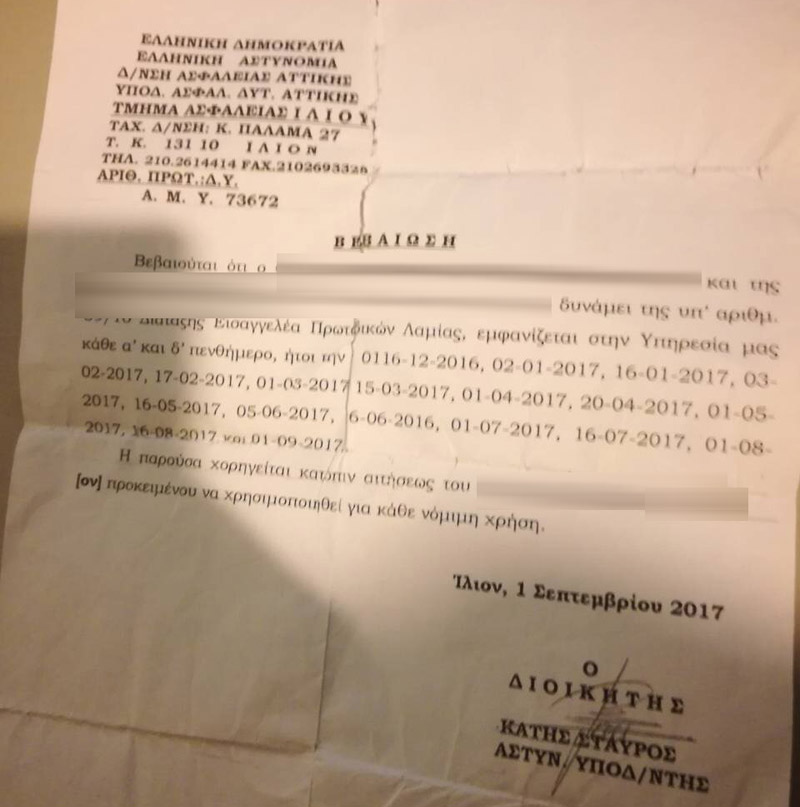 ΕΛΛΗΝΙΚΗ ΔΗΜΟΚΡΑΤΙΑ
ΕΛΛΗΝΙΚΗ ΑΣΤΥΝΟΜΙΑ
Δ/ΝΣΗ ΑΣΦΑΛΕΙΑΣ ΑΤΤΙΚΗΣ
ΥΠΟΔ. ΑΣΦΑΛ. ΔΥΤ. ΑΤΤΙΚΗΣ
ΤΜΗΜΑ ΑΣΦΑΛΕΙΑΣ Ι Λ Ι Ο Υ
ΤΑΧ. Δ/ΝΣΗ: Κ. ΠΑΛΑΜΑ 27
Τ. Κ. 131 10 Ι Λ Ι Ο Ν
ΤΗΛ. 210.2614414 FAX.2102693328
ΑΡΙΘ. ΠΡΩΤ.:Δ.Υ.
Α. Μ. Υ. 73672
Β Ε Β Α Ι Ω Σ Η
Βεβαιούται ότι ο και της
δυνάμει της υπ' αριθμ.
Διάταξης Εισαγγελέα Πρωτδικών Λαμίας, εμφανίζεται στην Υπηρεσία μας
κάθε α' και δ' πενθήμερο, ήτοι την 0116-12-2016, 02-01-2017, 16-01-2017, 03-
02-2017, 17-02-2017, 01-03-2017 15-03-2017, 01-04-2017, 20-04-2017, 01-05-
2017, 16-05-2017, 05-06-2017, 6-06-2016, 01-07-2017, 16-07-2017, 01-08-
2017, 16-08-2017 και 01-09-2017.
Η παρούσα χορηγείται κατόπιν αιτήσεως του
[ον] προκειμένου να χρησιμοποιηθεί για κάθε νόμιμη χρήση.
Ίλιον, 1 Σεπτεμβρίου 2017
Ο
Δ Ι Ο Ι Κ Η Τ Η Σ
ΚΑΤΗΣ ΣΤΑΥΡΟΣ
ΑΣΤΥΝ. ΥΠΟΔ/ΝΤΗΣ